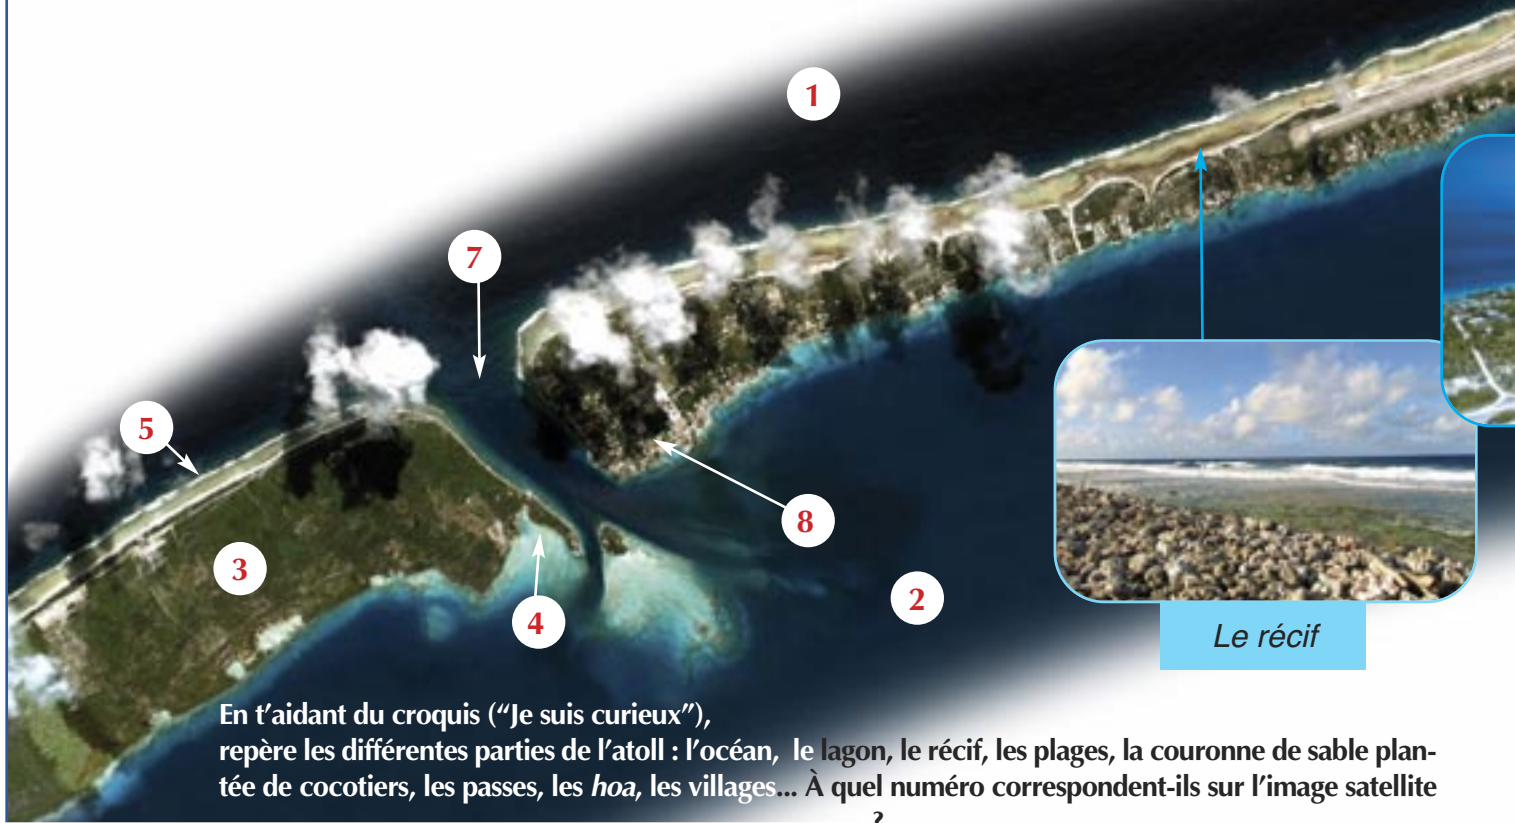 1
7
5
3
8
4
2
Le récif
En t’aidant du croquis (“Je suis curieux”),
repère les différentes parties de l’atoll : l’océan, le lagon, le récif, les plages, la couronne de sable plan-
tée de cocotiers, les passes, les hoa, les villages... À quel numéro correspondent-ils sur l’image satellite
?